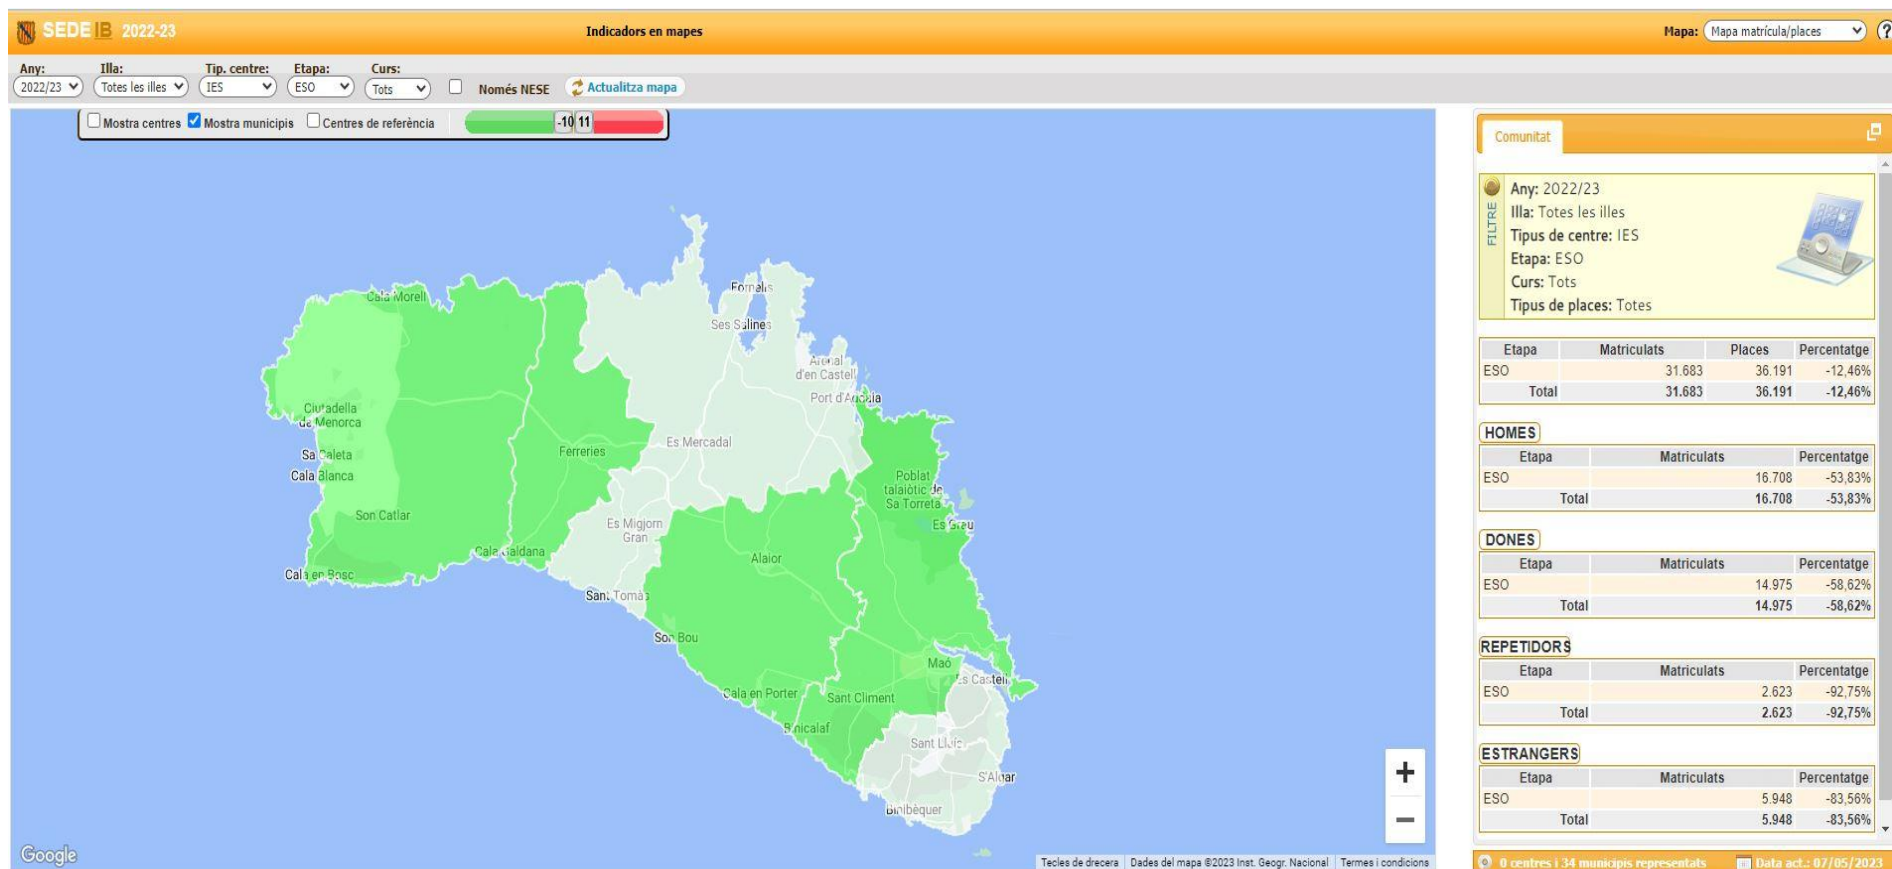 SEDEIB 2022-23
Indicadors en mapes
Mapa: Mapa matrícula/places ?
Any: Illa: Tip. centre: Etapa: Curs:
2022/23 Totes les illes IES ESO Tots Només NESE Actualitza mapa
Mostra centres Mostra municipis Centres de referència -10 11
Fornells
Cala Morell
Ses Salines
Arenal
d'en Castell
Port d'Addaia
Ciutadella
de Menorca
Es Mercadal
Sa Caleta
Ferreries
Cala Blanca
Poblat
talaiòtic de
Sa Torreta
Son Catlar
Es Migjorn
Gran
Es Grau
Cala Galdana
Alaior
Cala en Bosc
Sant Tomàs
Son Bou
Maó
Es Castell
Cala en Porter
Sant Climent
Binicalaf
Sant Lluís
S'Algar
Binibèquer
+
−
Google
Tecles de drecera Dades del mapa ©2023 Inst. Geogr. Nacional Termes i condicions
Comunitat
FILTRE
Any: 2022/23
Illa: Totes les illes
Tipus de centre: IES
Etapa: ESO
Curs: Tots
Tipus de places: Totes
Etapa Matriculats Places Percentatge
ESO 31.683 36.191 -12,46%
Total 31.683 36.191 -12,46%
HOMES
Etapa Matriculats Percentatge
ESO 16.708 -53,83%
Total 16.708 -53,83%
DONES
Etapa Matriculats Percentatge
ESO 14.975 -58,62%
Total 14.975 -58,62%
REPETIDORS
Etapa Matriculats Percentatge
ESO 2.623 -92,75%
Total 2.623 -92,75%
ESTRANGERS
Etapa Matriculats Percentatge
ESO 5.948 -83,56%
Total 5.948 -83,56%
0 centres i 34 municipis representats Data act.: 07/05/2023